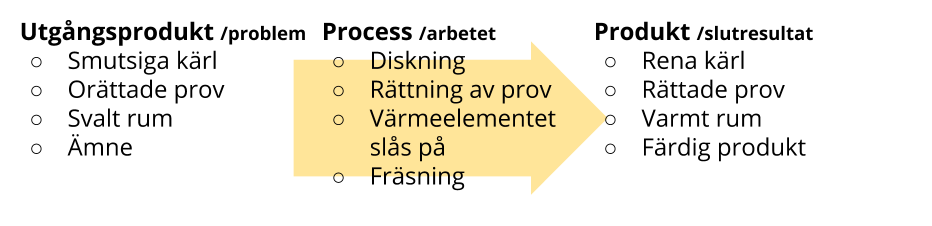 Utgångsprodukt /problem
○ Smutsiga kärl
○ Orättade prov
○ Svalt rum
○ Ämne
Process /arbetet
○ Diskning
○ Rättning av prov
○ Värmeelementet
slås på
○ Fräsning
Produkt /slutresultat
○ Rena kärl
○ Rättade prov
○ Varmt rum
○ Färdig produkt